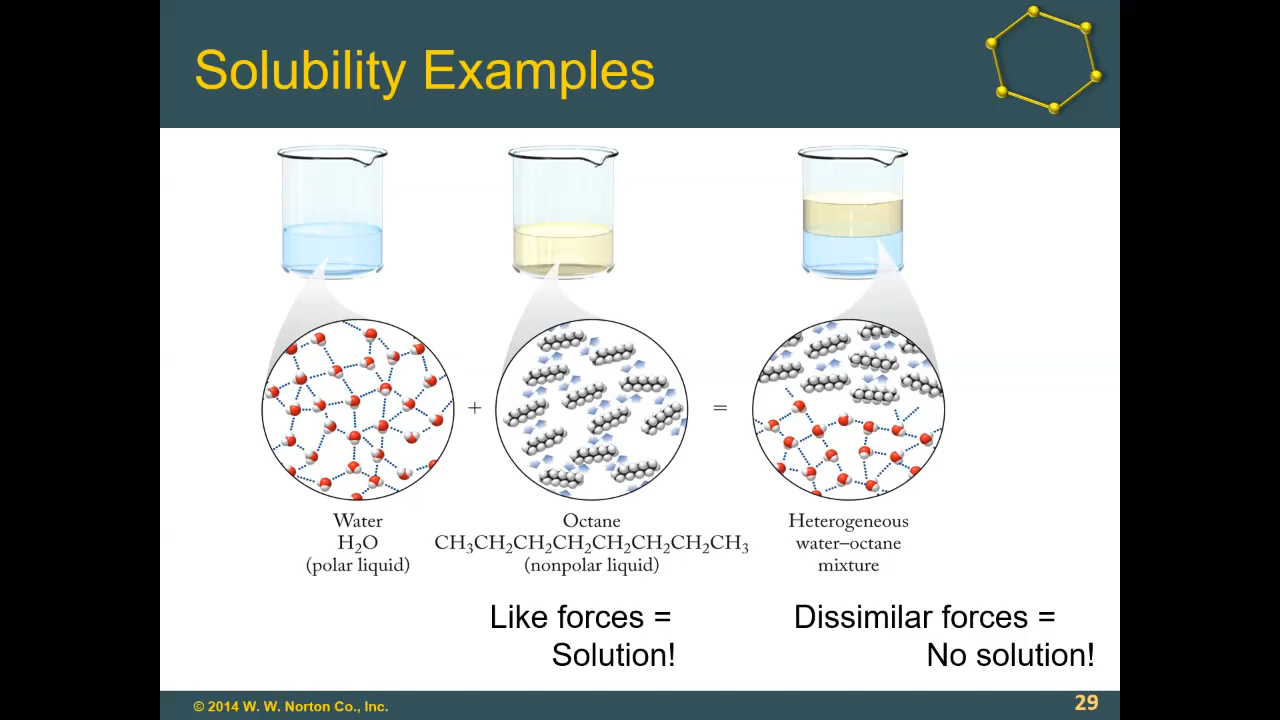 Solubility Examples
+
=
Water
H₂O
(polar liquid)
Octane
CH₃CH₂CH₂CH₂CH₂CH₂CH₂CH₃
(nonpolar liquid)
Heterogeneous
water–octane
mixture
Like forces =
Solution!
Dissimilar forces =
No solution!
© 2014 W. W. Norton Co., Inc.
29